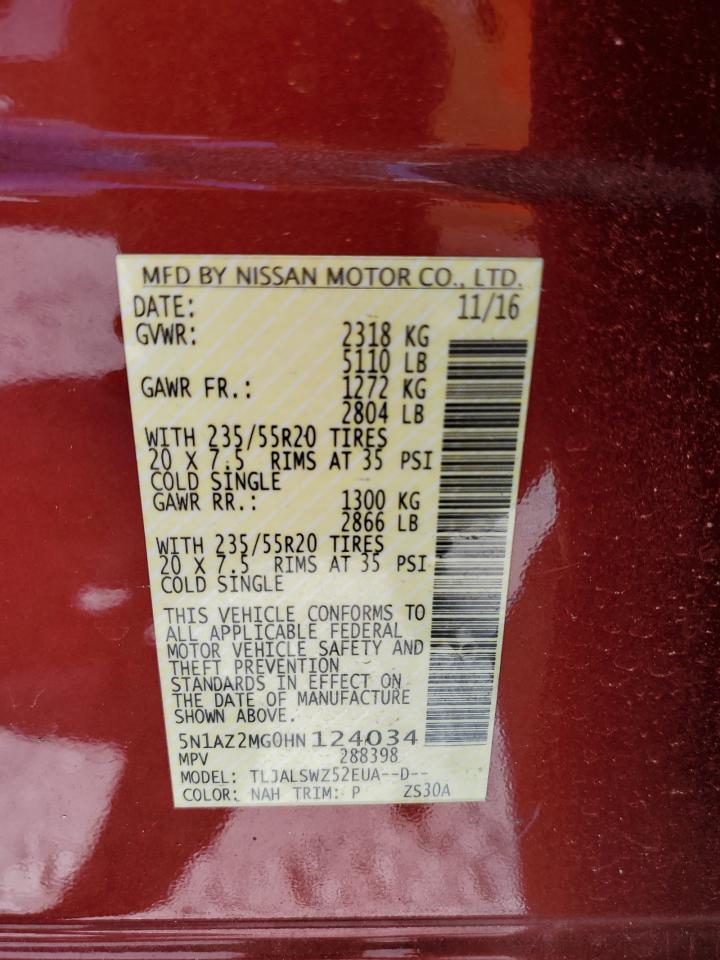 MFD BY NISSAN MOTOR CO., LTD.
DATE: 11/16
GVWR: 2318 KG
5110 LB
GAWR FR.: 1272 KG
2804 LB
WITH 235/55R20 TIRES
20 X 7.5 RIMS AT 35 PSI
COLD SINGLE
GAWR RR.: 1300 KG
2866 LB
WITH 235/55R20 TIRES
20 X 7.5 RIMS AT 35 PSI
COLD SINGLE
THIS VEHICLE CONFORMS TO
ALL APPLICABLE FEDERAL
MOTOR VEHICLE SAFETY AND
THEFT PREVENTION
STANDARDS IN EFFECT ON
THE DATE OF MANUFACTURE
SHOWN ABOVE.
5N1AZ2MG0HN124034
MPV 288398
MODEL: TLJALSWZ52EUA--D--
COLOR: NAH TRIM: P ZS30A